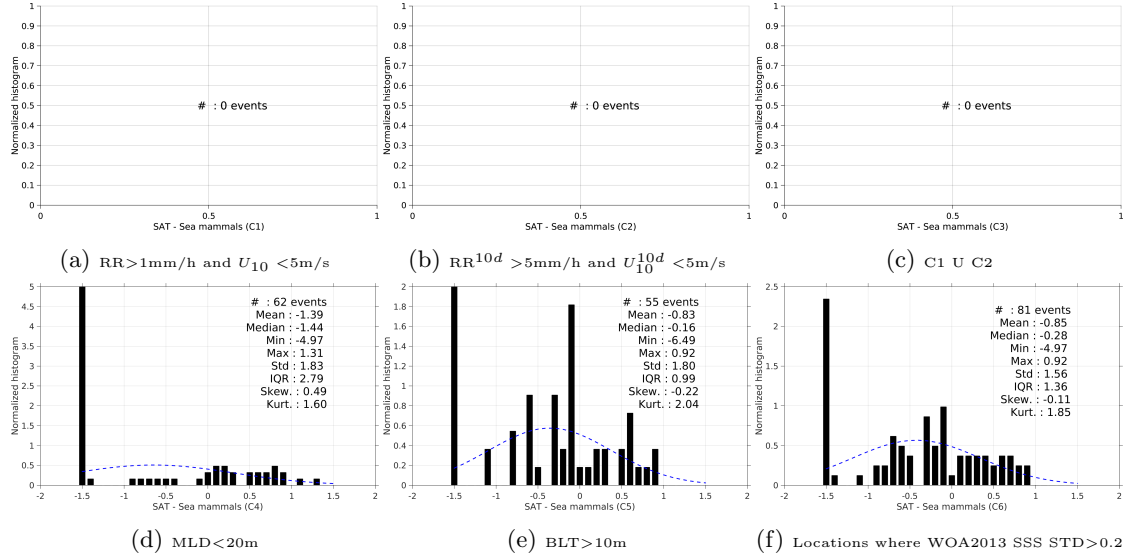 1
0.9
0.8
0.7
0.6
0.5
0.4
0.3
0.2
0.1
0
Normalized histogram
# : 0 events
0 0.5 1
SAT - Sea mammals (C1)
(a) RR>1mm/h and U10 <5m/s
1
0.9
0.8
0.7
0.6
0.5
0.4
0.3
0.2
0.1
0
Normalized histogram
# : 0 events
0 0.5 1
SAT - Sea mammals (C2)
(b) RR10d >5mm/h and U10d10 <5m/s
1
0.9
0.8
0.7
0.6
0.5
0.4
0.3
0.2
0.1
0
Normalized histogram
# : 0 events
0 0.5 1
SAT - Sea mammals (C3)
(c) C1 U C2
5
4.5
4
3.5
3
2.5
2
1.5
1
0.5
0
Normalized histogram
# : 62 events
Mean : -1.39
Median : -1.44
Min : -4.97
Max : 1.31
Std : 1.83
IQR : 2.79
Skew. : 0.49
Kurt. : 1.60
-2 -1.5 -1 -0.5 0 0.5 1 1.5 2
SAT - Sea mammals (C4)
(d) MLD<20m
2
1.8
1.6
1.4
1.2
1
0.8
0.6
0.4
0.2
0
Normalized histogram
# : 55 events
Mean : -0.83
Median : -0.16
Min : -6.49
Max : 0.92
Std : 1.80
IQR : 0.99
Skew. : -0.22
Kurt. : 2.04
-2 -1.5 -1 -0.5 0 0.5 1 1.5 2
SAT - Sea mammals (C5)
(e) BLT>10m
2.5
2
1.5
1
0.5
0
Normalized histogram
# : 81 events
Mean : -0.85
Median : -0.28
Min : -4.97
Max : 0.92
Std : 1.56
IQR : 1.36
Skew. : -0.11
Kurt. : 1.85
-2 -1.5 -1 -0.5 0 0.5 1 1.5 2
SAT - Sea mammals (C6)
(f) Locations where WOA2013 SSS STD>0.2